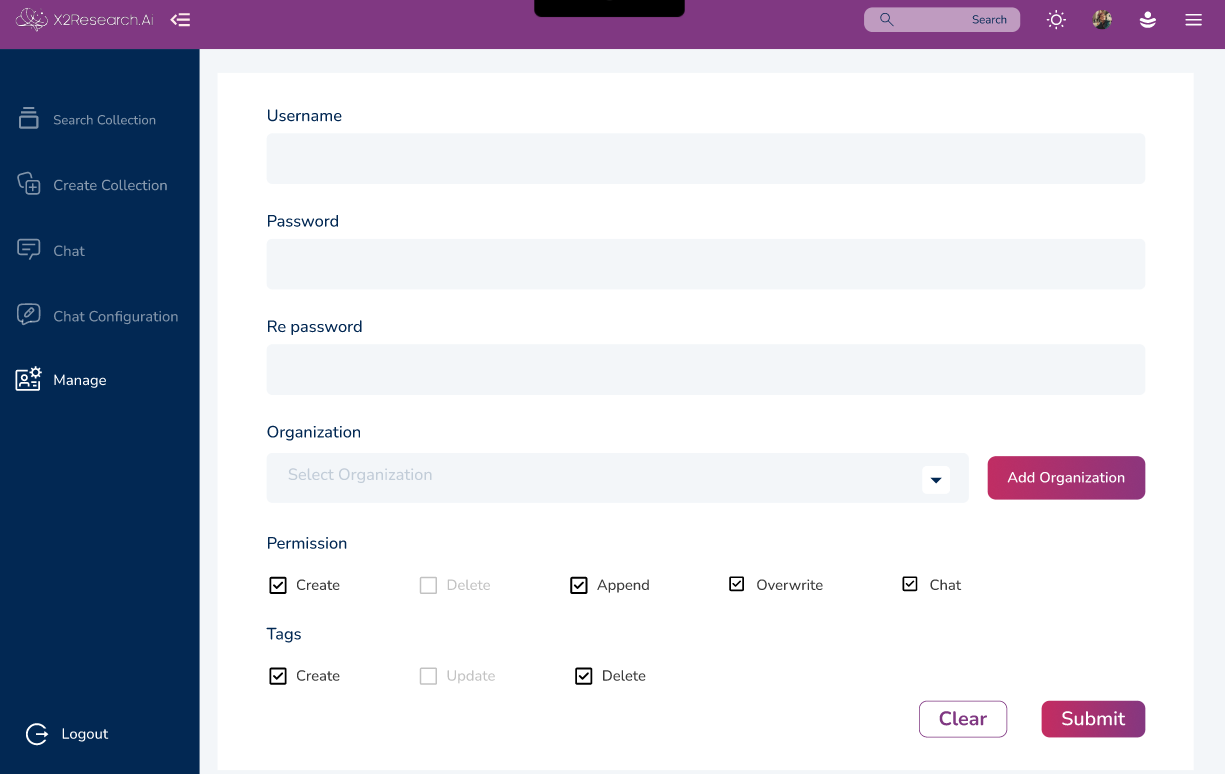 X2Research.Ai
Search
Search Collection
Create Collection
Chat
Chat Configuration
Manage
Logout
Username
Password
Re password
Organization
Select Organization
Add Organization
Permission
Create Delete Append Overwrite Chat
Tags
Create Update Delete
Clear Submit